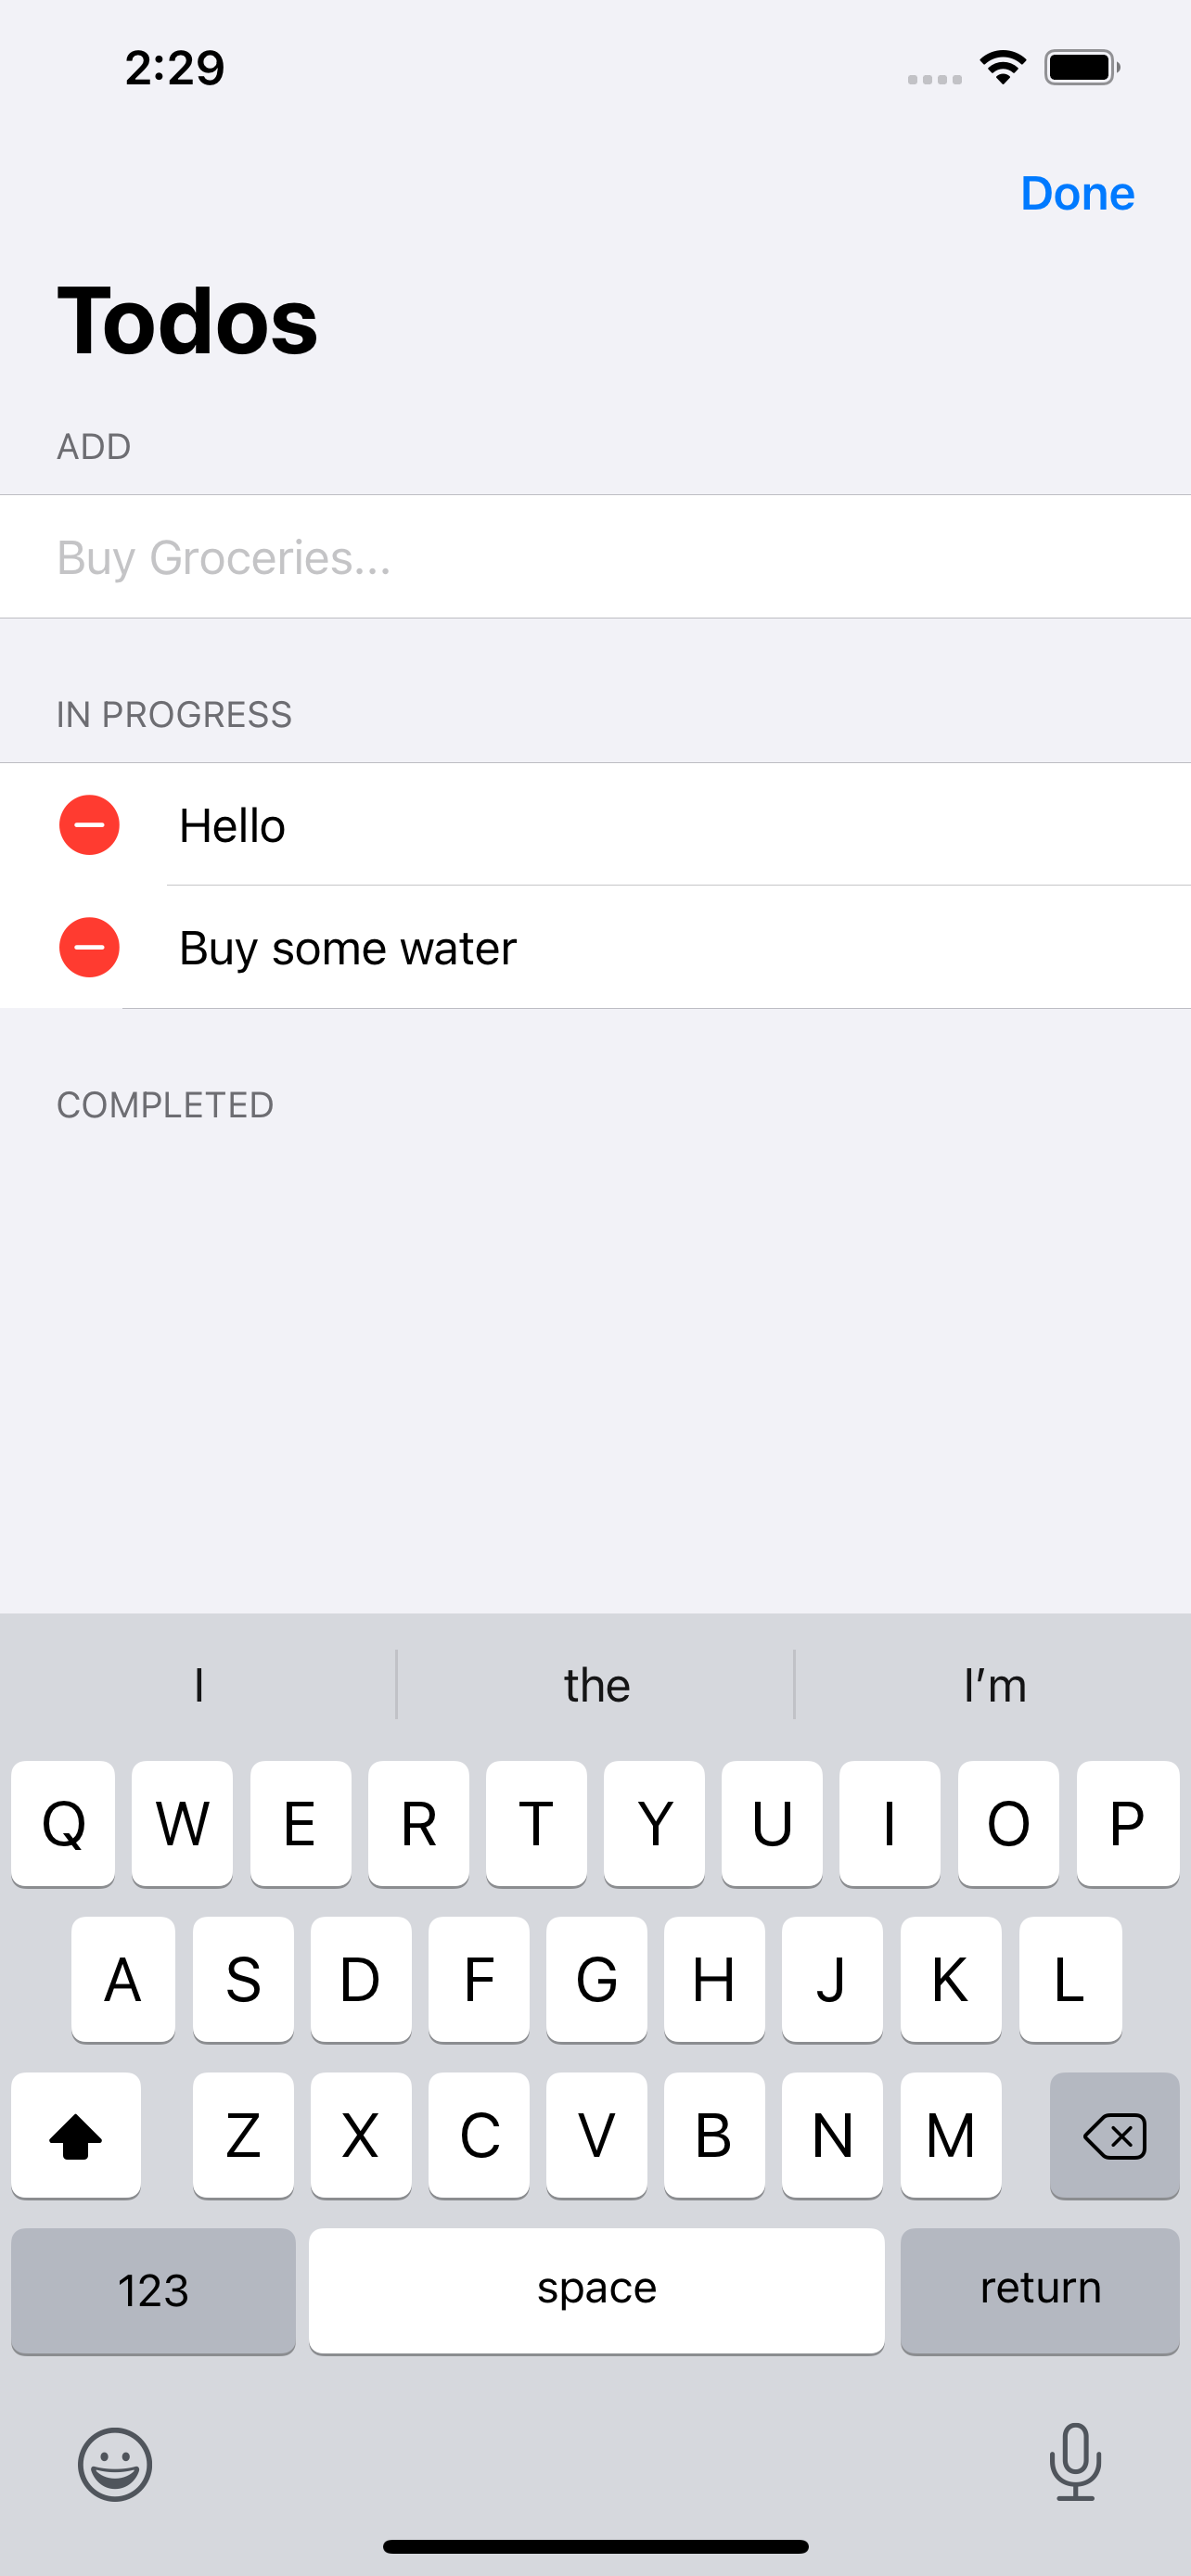 2:29
Done
Todos
ADD
Buy Groceries...
IN PROGRESS
Hello
Buy some water
COMPLETED
I the I’m
Q W E R T Y U I O P
A S D F G H J K L
Z X C V B N M
123 space return